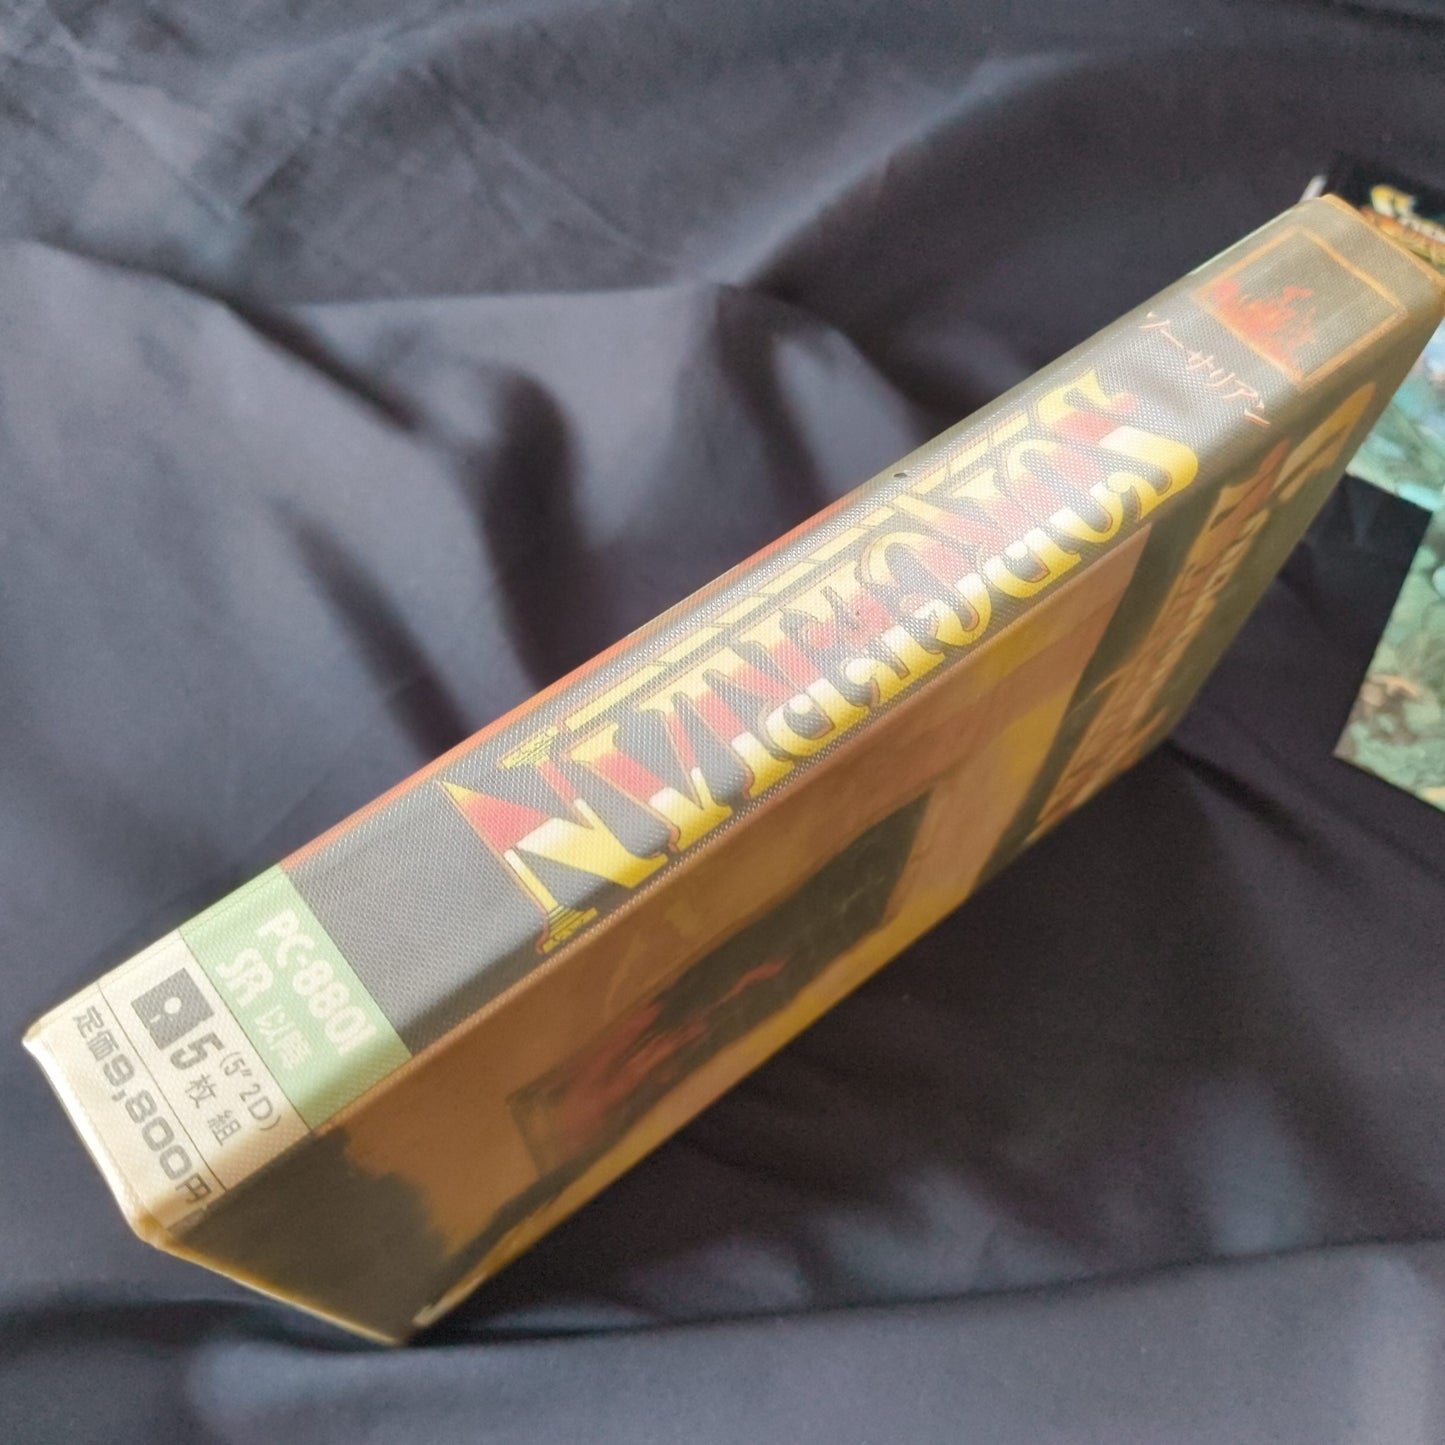 ソーサリアン
SORCERIAN
PC-8801
SR 以降
5枚組
(5″2D)
定価9,800円